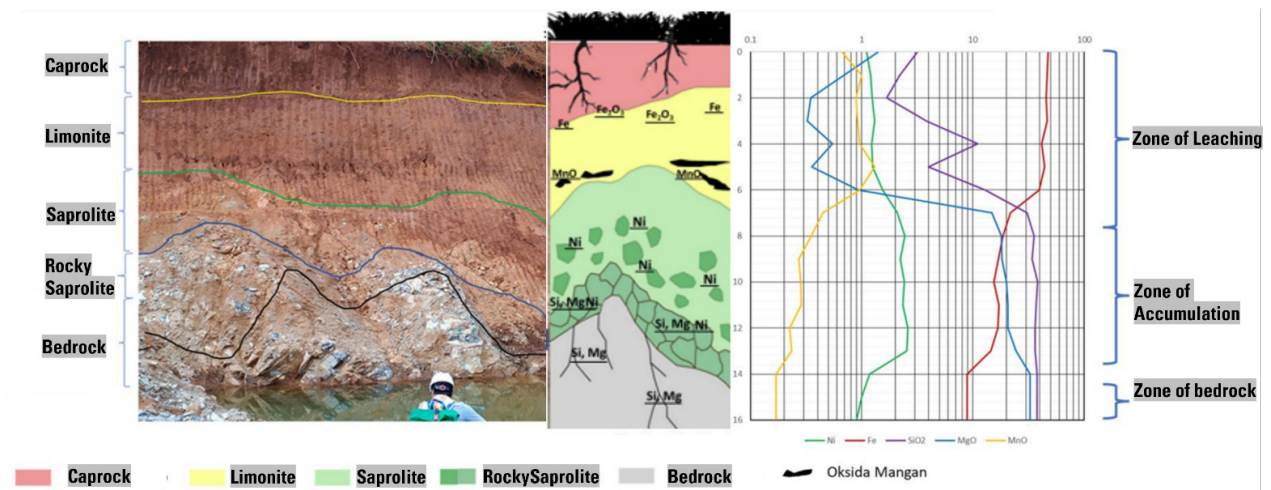 Caprock
Limonite
Saprolite
Rocky
Saprolite
Bedrock
Fe
Fe₂O₃
Fe₂O₃
Fe
MnO
MnO
Ni
Ni
Ni
Ni
Si, Mg Ni
Si, Mg Ni
Si, Mg
Si, Mg
0.1 1 10 100
0
2
4
6
8
10
12
14
16
Ni Fe SiO2 MgO MnO
Zone of Leaching
Zone of
Accumulation
Zone of bedrock
Caprock Limonite Saprolite RockySaprolite Bedrock Oksida Mangan